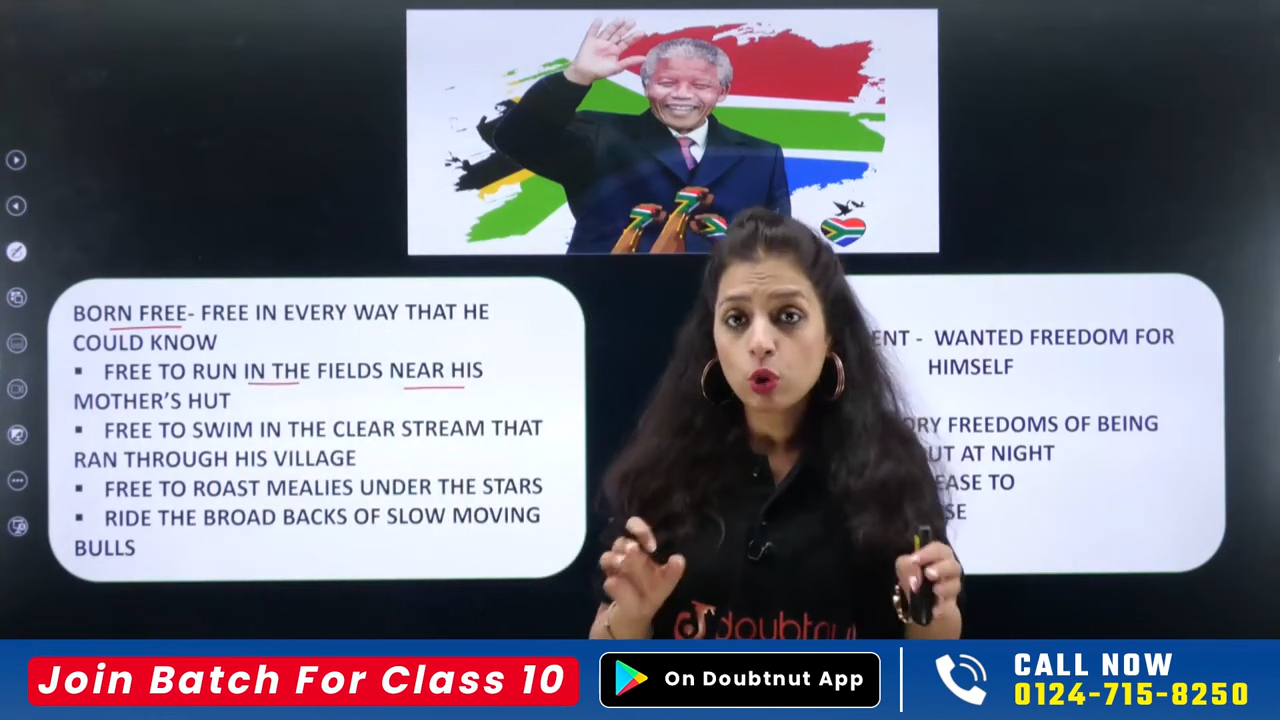 BORN FREE- FREE IN EVERY WAY THAT HE
COULD KNOW
▪ FREE TO RUN IN THE FIELDS NEAR HIS
MOTHER'S HUT
▪ FREE TO SWIM IN THE CLEAR STREAM THAT
RAN THROUGH HIS VILLAGE
▪ FREE TO ROAST MEALIES UNDER THE STARS
▪ RIDE THE BROAD BACKS OF SLOW MOVING
BULLS
- WANTED FREEDOM FOR
HIMSELF
FREEDOMS OF BEING
AT NIGHT
TO
doubtnut
Join Batch For Class 10
On Doubtnut App
CALL NOW
0124-715-8250